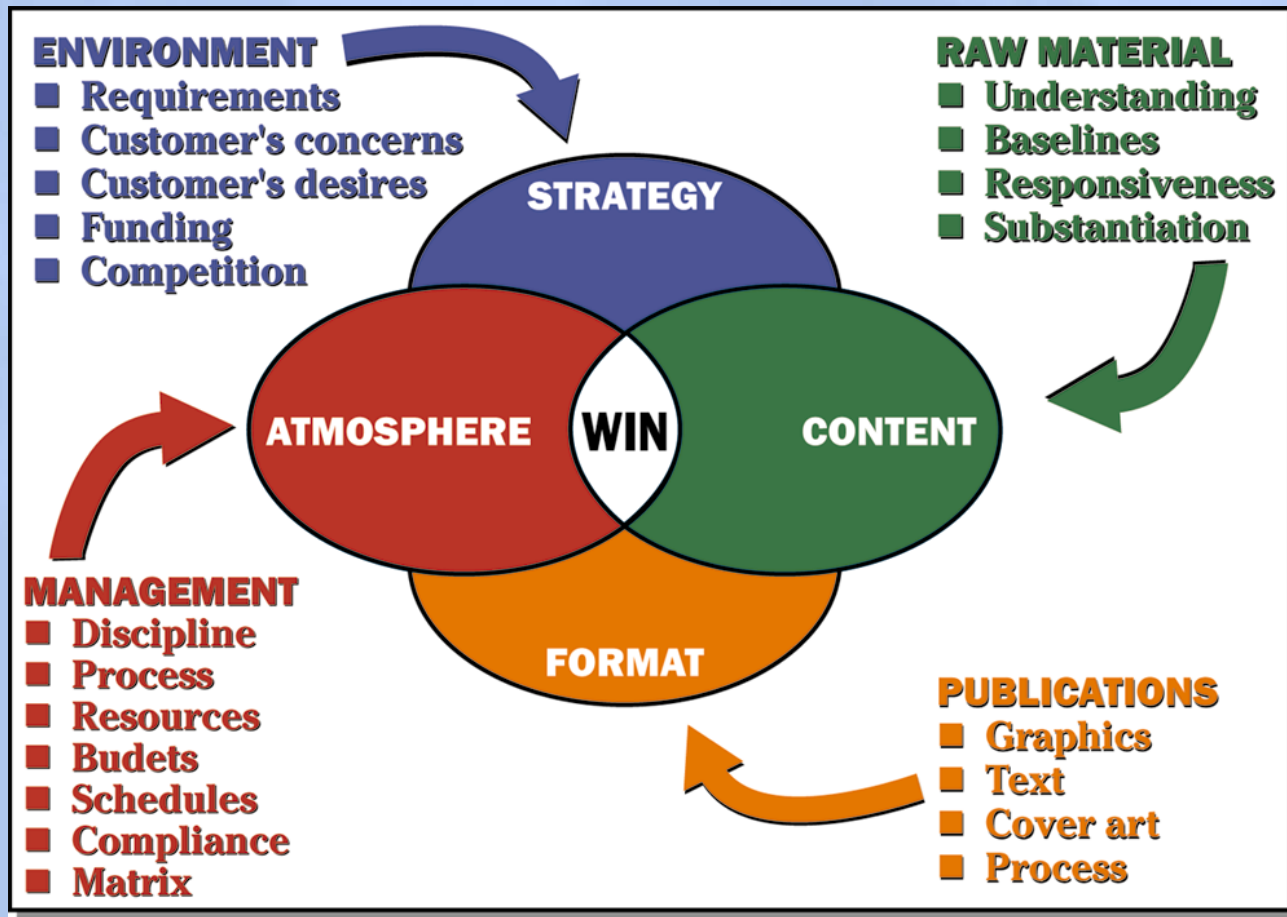 ENVIRONMENT
■ Requirements
■ Customer's concerns
■ Customer's desires
■ Funding
■ Competition
RAW MATERIAL
■ Understanding
■ Baselines
■ Responsiveness
■ Substantiation
STRATEGY
ATMOSPHERE
WIN
CONTENT
FORMAT
MANAGEMENT
■ Discipline
■ Process
■ Resources
■ Budets
■ Schedules
■ Compliance
■ Matrix
PUBLICATIONS
■ Graphics
■ Text
■ Cover art
■ Process